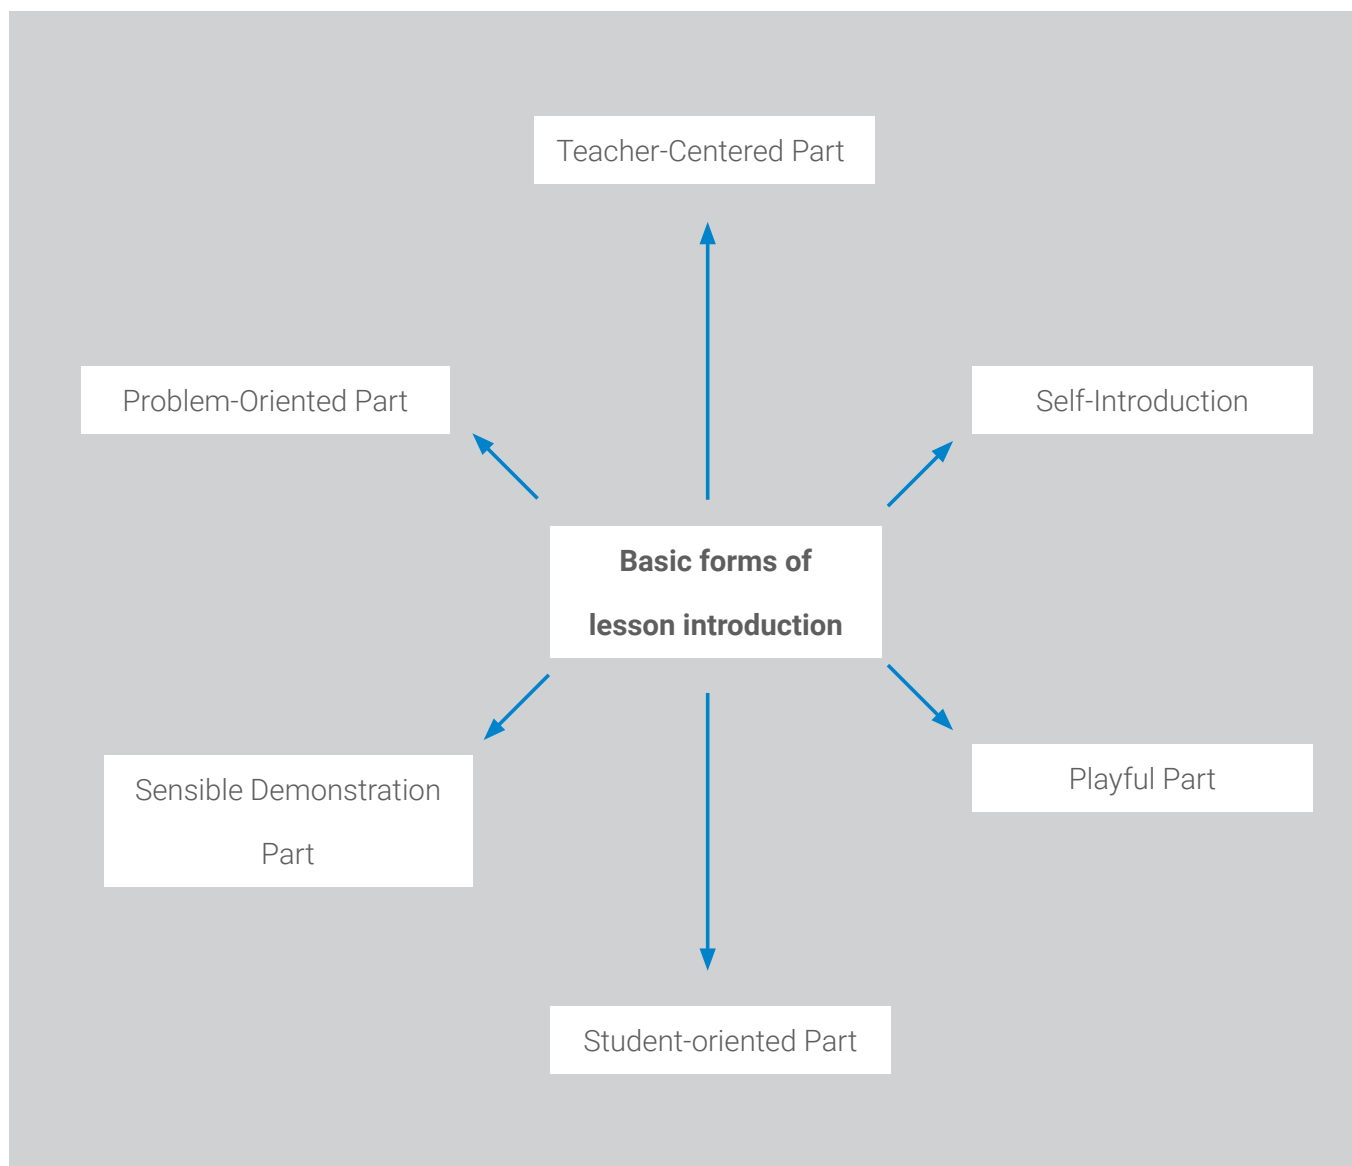 Teacher-Centered Part
Problem-Oriented Part
Self-Introduction
Basic forms of
lesson introduction
Sensible Demonstration
Part
Playful Part
Student-oriented Part